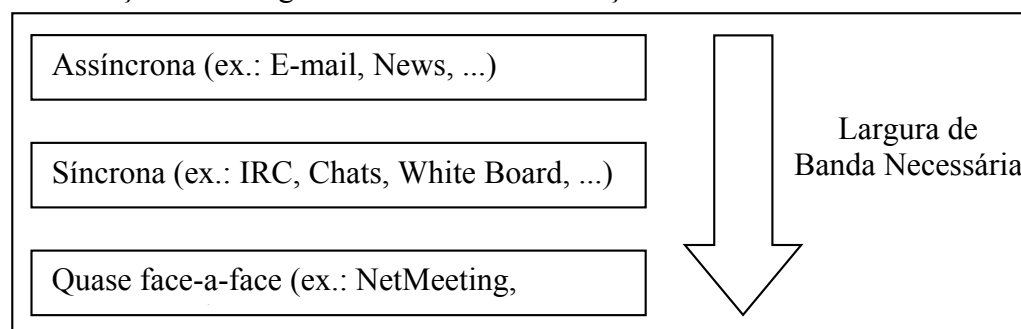 Assíncrona (ex.: E-mail, News, ...)
Síncrona (ex.: IRC, Chats, White Board, ...)
Largura de
Banda Necessária
Quase face-a-face (ex.: NetMeeting,